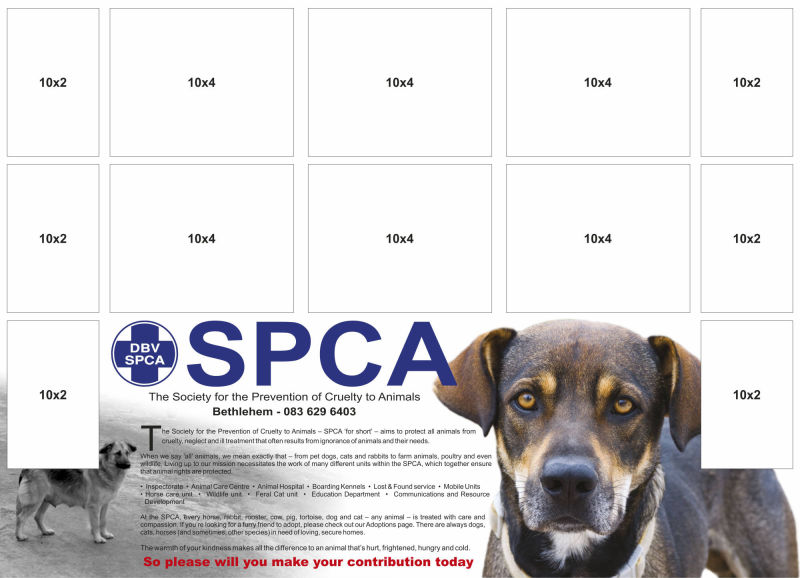 10x2
10x4
10x4
10x4
10x2
10x2
10x4
10x4
10x4
10x2
10x2
10x2
DBV
SPCA
SPCA
The Society for the Prevention of Cruelty to Animals
Bethlehem - 083 629 6403
The Society for the Prevention of Cruelty to Animals – SPCA 'for short' – aims to protect all animals from
cruelty, neglect and ill treatment that often results from ignorance of animals and their needs.
When we say 'all' animals, we mean exactly that – from pet dogs, cats and rabbits to farm animals, poultry and even
wildlife. Living up to our mission necessitates the work of many different units within the SPCA, which together ensure
that animal rights are protected.
• Inspectorate • Animal Care Centre • Animal Hospital • Boarding Kennels • Lost & Found service • Mobile Units
• Horse care unit • Wildlife unit • Feral Cat unit • Education Department • Communications and Resource
Development
At the SPCA, every horse, rabbit, rooster, cow, pig, tortoise, dog and cat – any animal – is treated with care and
compassion. If you're looking for a furry friend to adopt, please check out our Adoptions page. There are always dogs,
cats, horses (and sometimes, other species) in need of loving, secure homes.
The warmth of your kindness makes all the difference to an animal that's hurt, frightened, hungry and cold.
So please will you make your contribution today